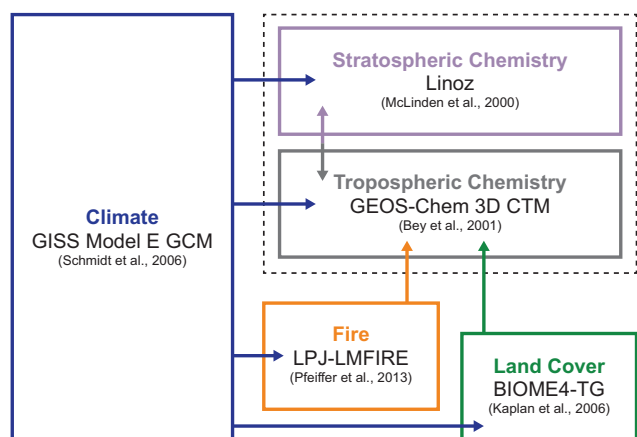 Stratospheric Chemistry
Linoz
(McLinden et al., 2000)
Tropospheric Chemistry
GEOS-Chem 3D CTM
(Bey et al., 2001)
Climate
GISS Model E GCM
(Schmidt et al., 2006)
Fire
LPJ-LMFIRE
(Pfeiffer et al., 2013)
Land Cover
BIOME4-TG
(Kaplan et al., 2006)